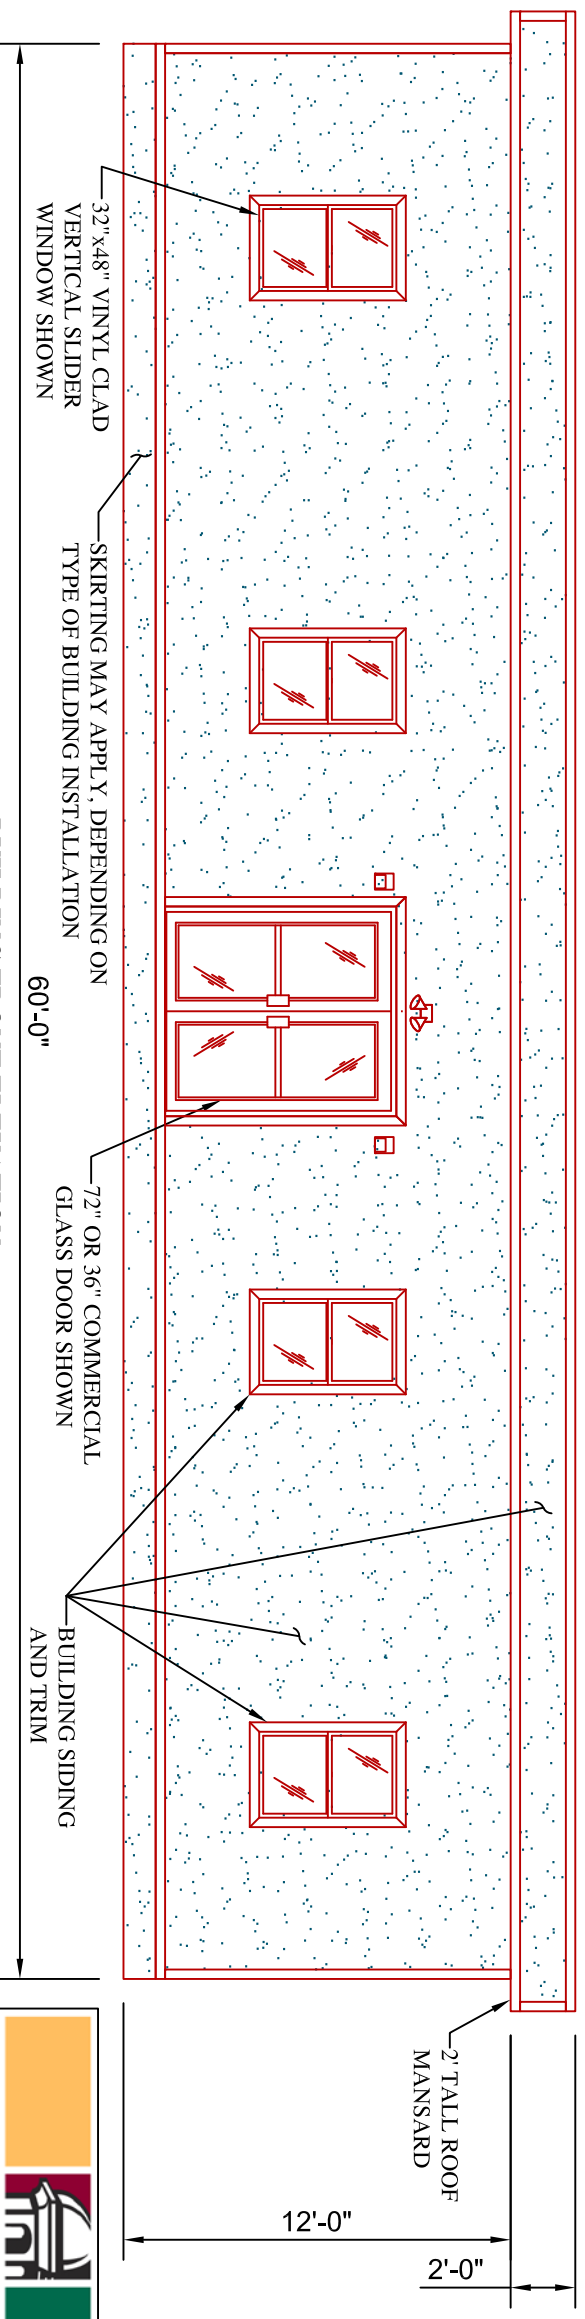 32"x48" VINYL CLAD
VERTICAL SLIDER
WINDOW SHOWN
SKIRTING MAY APPLY, DEPENDING ON
TYPE OF BUILDING INSTALLATION
72" OR 36" COMMERCIAL
GLASS DOOR SHOWN
BUILDING SIDING
AND TRIM
2' TALL ROOF
MANSARD
60'-0"
12'-0"
2'-0"